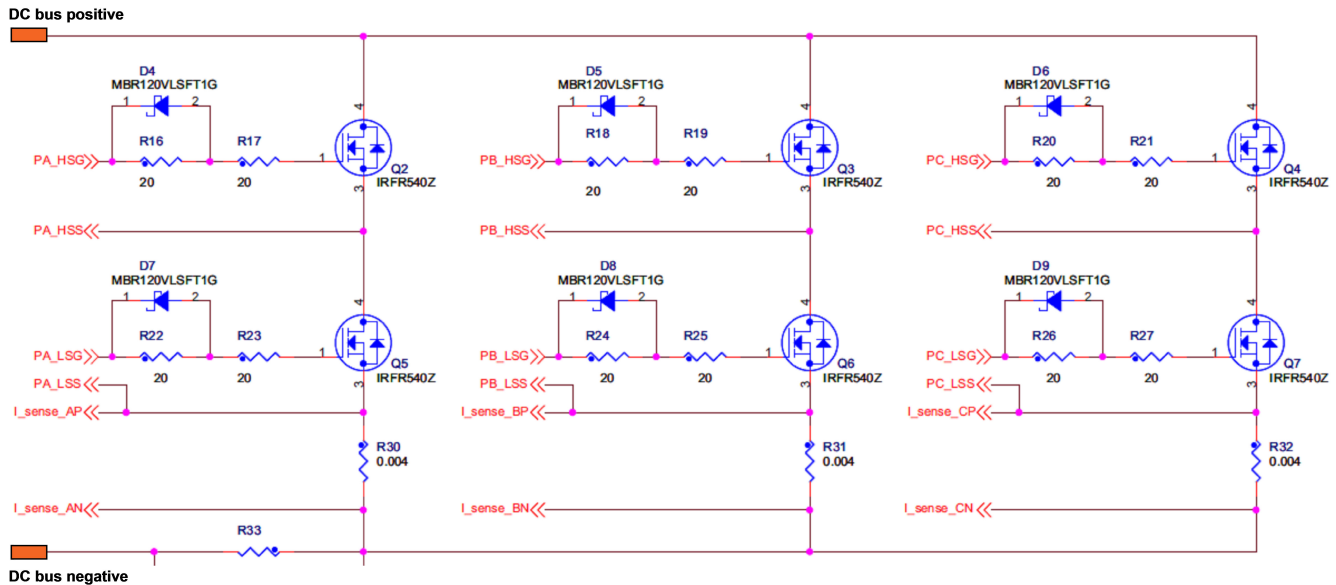 DC bus positive
D4
MBR120VLSFT1G
1 2
R16 R17
PA_HSG
20 20
1
4
3
Q2
IRFR540Z
PA_HSS
D5
MBR120VLSFT1G
1 2
R18 R19
PB_HSG
20 20
1
4
3
Q3
IRFR540Z
PB_HSS
D6
MBR120VLSFT1G
1 2
R20 R21
PC_HSG
20 20
1
4
3
Q4
IRFR540Z
PC_HSS
D7
MBR120VLSFT1G
1 2
R22 R23
PA_LSG
20 20
1
4
3
Q5
IRFR540Z
PA_LSS
I_sense_AP
R30
0.004
I_sense_AN
D8
MBR120VLSFT1G
1 2
R24 R25
PB_LSG
20 20
1
4
3
Q6
IRFR540Z
PB_LSS
I_sense_BP
R31
0.004
I_sense_BN
D9
MBR120VLSFT1G
1 2
R26 R27
PC_LSG
20 20
1
4
3
Q7
IRFR540Z
PC_LSS
I_sense_CP
R32
0.004
I_sense_CN
R33
DC bus negative